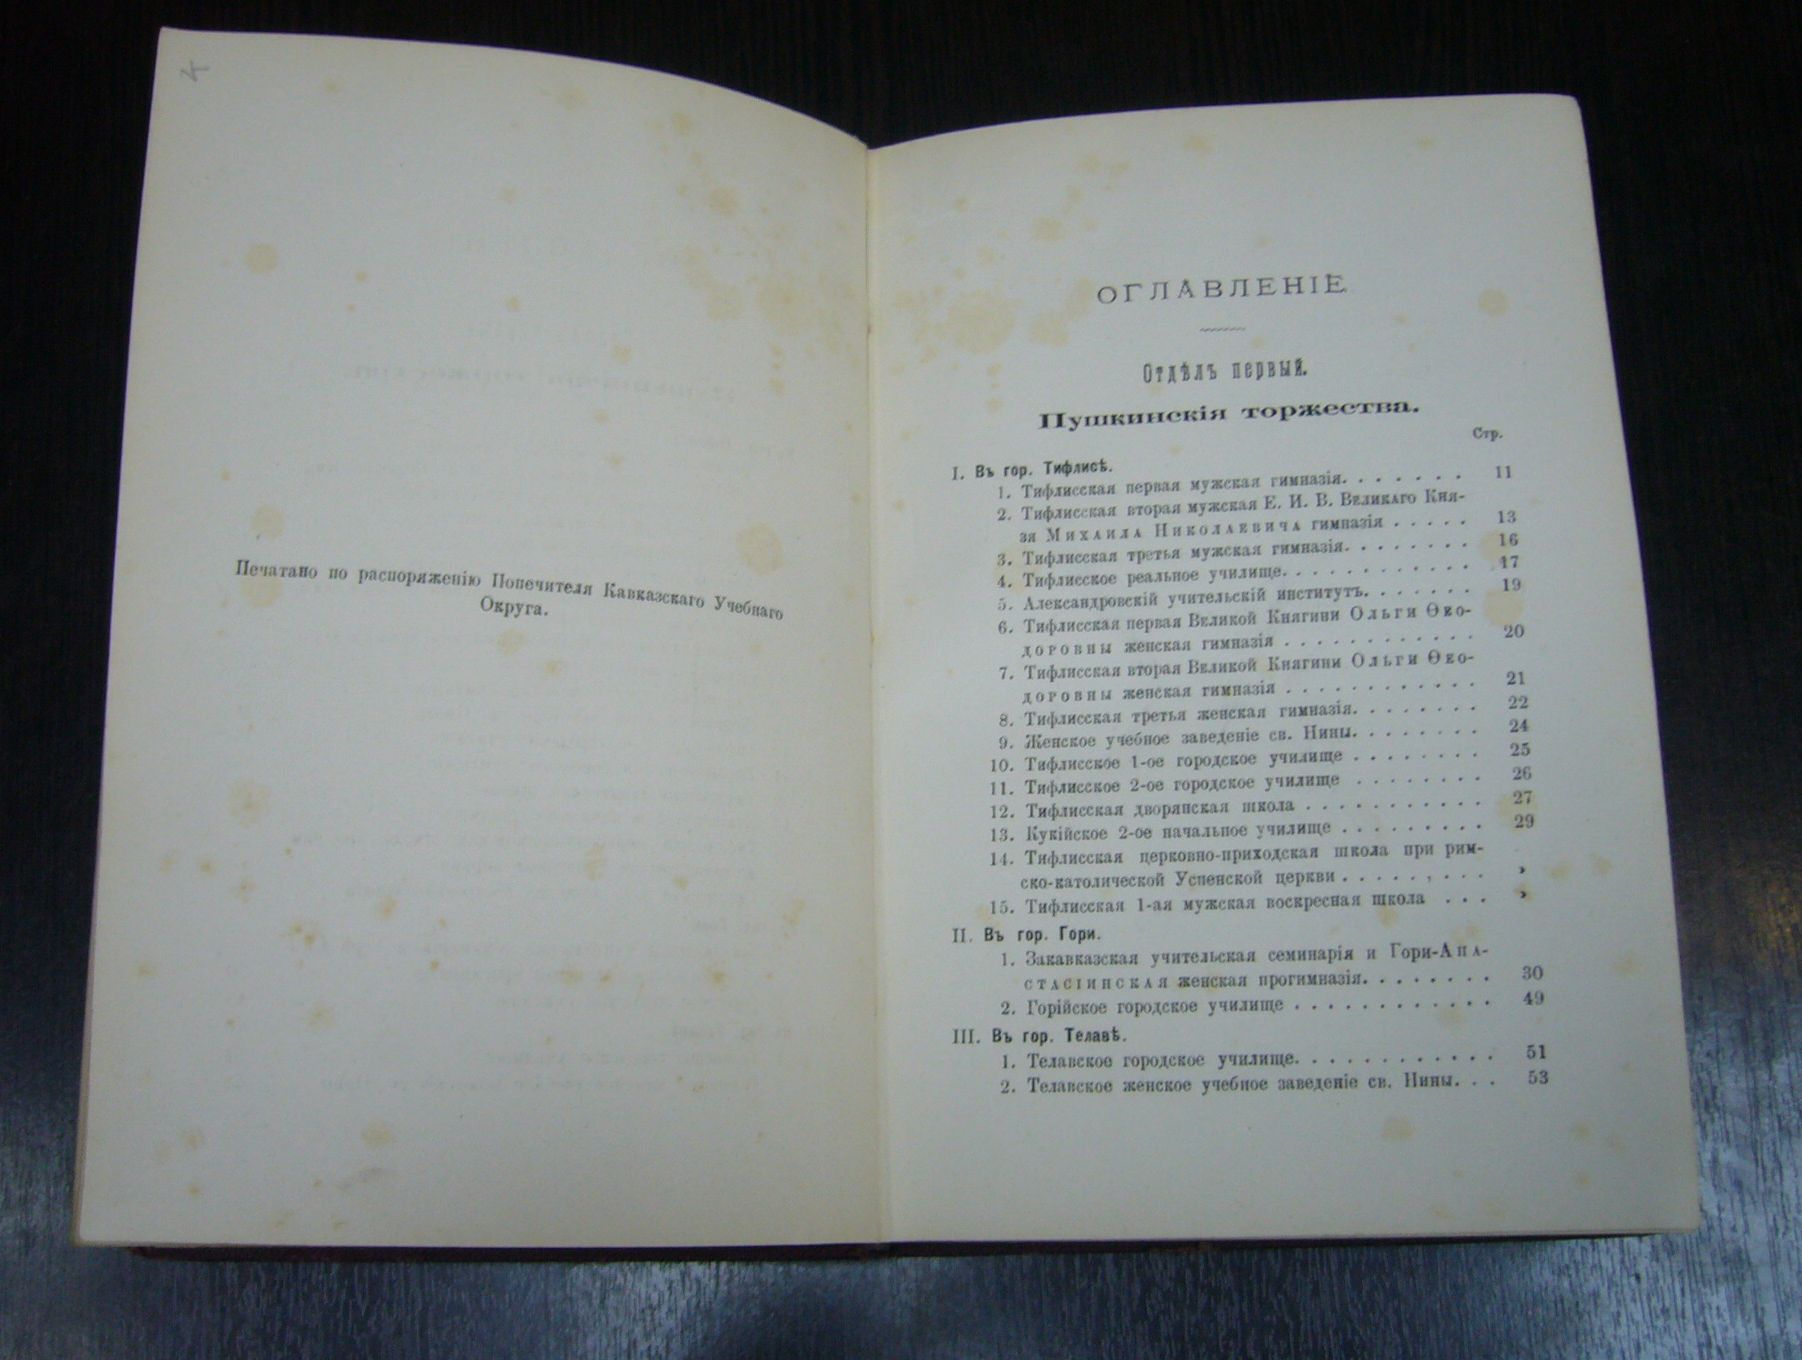 Печатано по распоряженію Попечителя Кавказскаго Учебнаго
Округа.
ОГЛАВЛЕНІЕ
Отдѣлъ первый.
Пушкинскія торжества.
Стр.
I. Въ гор. Тифлисѣ.
1. Тифлисская первая мужская гимназія. . . . . . . 11
2. Тифлисская вторая мужская Е. И. В. Великаго Кня-
зя Михаила Николаевича гимназія . . . . . 13
3. Тифлисская третья мужская гимназія. . . . . . . . 16
4. Тифлисское реальное училище. . . . . . . . . . . . 17
5. Александровскій учительскій институтъ. . . . . . . 19
6. Тифлисская первая Великой Княгини Ольги Ѳео-
доровны женская гимназія . . . . . . . . . . . . 20
7. Тифлисская вторая Великой Княгини Ольги Ѳео-
доровны женская гимназія . . . . . . . . . . . . 21
8. Тифлисская третья женская гимназія. . . . . . . . 22
9. Женское учебное заведеніе св. Нины. . . . . . . . 24
10. Тифлисское 1-ое городское училище . . . . . . . . 25
11. Тифлисское 2-ое городское училище . . . . . . . . 26
12. Тифлисская дворянская школа . . . . . . . . . . . 27
13. Кукійское 2-ое начальное училище . . . . . . . . . 29
14. Тифлисская церковно-приходская школа при рим-
ско-католической Успенской церкви . . . . . . . . . »
15. Тифлисская 1-ая мужская воскресная школа . . . »
II. Въ гор. Гори.
1. Закавказская учительская семинарія и Гори-Ана-
стасіинская женская прогимназія. . . . . . . . 30
2. Горійское городское училище . . . . . . . . . . . . 49
III. Въ гор. Телавѣ.
1. Телавское городское училище. . . . . . . . . . . . 51
2. Телавское женское учебное заведеніе св. Нины. . . 53